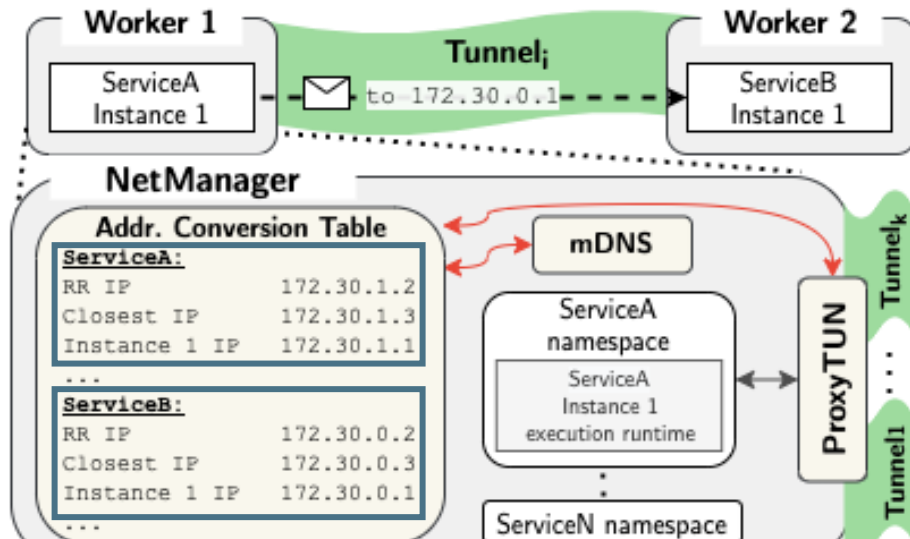 Worker 1
Worker 2
Tunneli
ServiceA
Instance 1
to 172.30.0.1
ServiceB
Instance 1
NetManager
Addr. Conversion Table
ServiceA:
RR IP 172.30.1.2
Closest IP 172.30.1.3
Instance 1 IP 172.30.1.1
...
ServiceB:
RR IP 172.30.0.2
Closest IP 172.30.0.3
Instance 1 IP 172.30.0.1
...
mDNS
ServiceA
namespace
ServiceA
Instance 1
execution runtime
ServiceN namespace
ProxyTUN
Tunnelk
Tunnel1